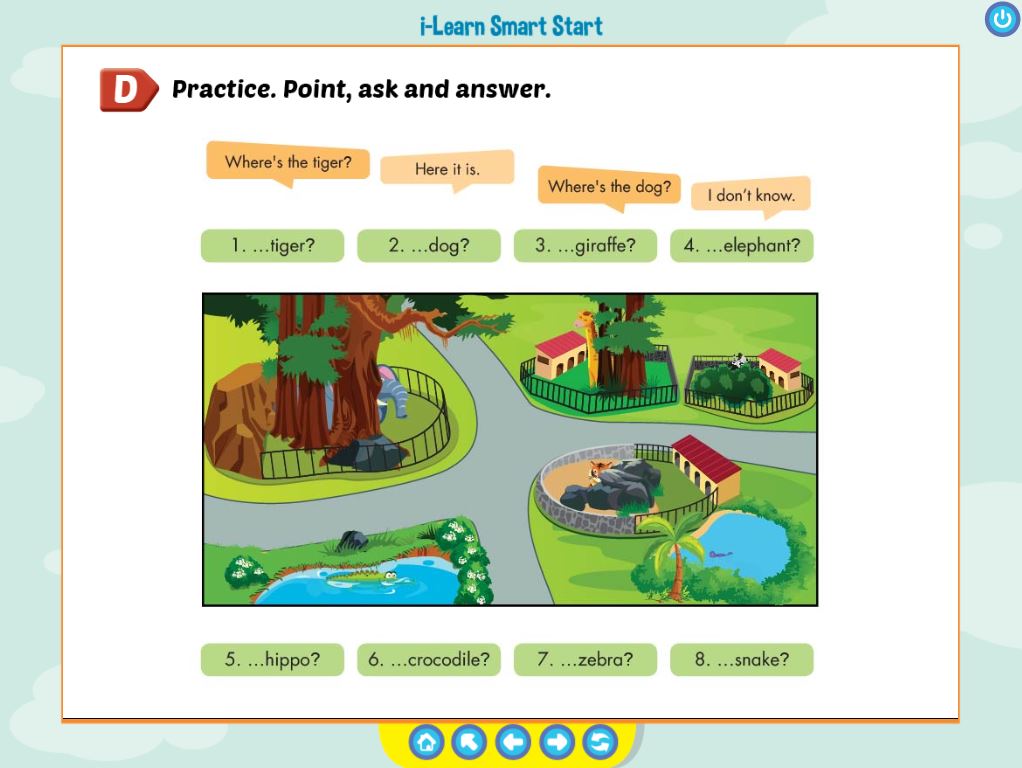 i-Learn Smart Start
D Practice. Point, ask and answer.
Where's the tiger?
Here it is.
Where's the dog?
I don't know.
1. ...tiger?
2. ...dog?
3. ...giraffe?
4. ...elephant?
5. ...hippo?
6. ...crocodile?
7. ...zebra?
8. ...snake?